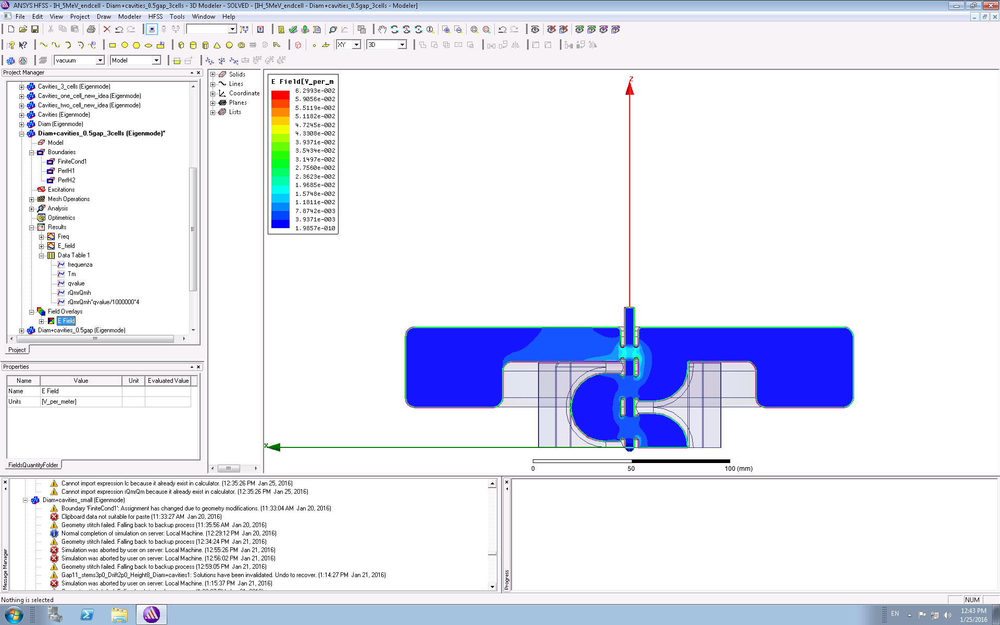 ANSYS HFSS - IH_5MeV_endcell - Diam+cavities_0.5gap_3cells - 3D Modeler - SOLVED - [IH_5MeV_endcell - Diam+cavities_0.5gap_3cells - Modeler]
File Edit View Project Draw Modeler HFSS Tools Window Help
XY 3D
vacuum Model
Project Manager
Cavities_3_cells (Eigenmode)
Cavities_one_cell_new_idea (Eigenmode)
Cavities_two_cell_new_idea (Eigenmode)
Cavities (Eigenmode)
Diam (Eigenmode)
Diam+cavities_0.5gap_3cells (Eigenmode)*
Model
Boundaries
FiniteCond1
PerfH1
PerfH2
Excitations
Mesh Operations
Analysis
Optimetrics
Results
Freq
E_field
Data Table 1
frequenza
Tm
qvalue
rQmrQmh
rQmrQmh*qvalue/1000000*4
Field Overlays
E Field
Diam+cavities_0.5gap (Eigenmode)
Project
Properties
Name Value Unit Evaluated Value
Name E Field
Units [V_per_meter]
FieldsQuantityFolder
Solids
Lines
Coordinate
Planes
Lists
E Field[V_per_m
6.2993e-002
5.9056e-002
5.5119e-002
5.1182e-002
4.7245e-002
4.3308e-002
3.9371e-002
3.5434e-002
3.1497e-002
2.7560e-002
2.3623e-002
1.9685e-002
1.5748e-002
1.1811e-002
7.8742e-003
3.9371e-003
1.9857e-010
Z
X
0 50 100 (mm)
Message Manager
Cannot import expression Ic because it already exist in calculator. (12:35:26 PM Jan 25, 2016)
Cannot import expression rQmrQm because it already exist in calculator. (12:35:26 PM Jan 25, 2016)
Diam+cavities_small (Eigenmode)
Boundary 'FiniteCond1': Assignment has changed due to geometry modifications. (11:33:04 AM Jan 20, 2016)
Clipboard data not suitable for paste (11:33:27 AM Jan 20, 2016)
Geometry stitch failed. Falling back to backup process (11:35:56 AM Jan 20, 2016)
Normal completion of simulation on server: Local Machine. (12:29:12 PM Jan 20, 2016)
Geometry stitch failed. Falling back to backup process (12:34:24 PM Jan 21, 2016)
Simulation was aborted by user on server: Local Machine. (12:55:26 PM Jan 21, 2016)
Simulation was aborted by user on server: Local Machine. (12:56:02 PM Jan 21, 2016)
Geometry stitch failed. Falling back to backup process (12:59:05 PM Jan 21, 2016)
Gap11_stems3p0_Drift2p0_Height8_Diam+cavities1: Solutions have been invalidated. Undo to recover. (1:14:27 PM Jan 21, 2016)
Simulation was aborted by user on server: Local Machine. (1:15:37 PM Jan 21, 2016)
Progress
Nothing is selected
NUM
EN
12:43 PM
1/25/2016